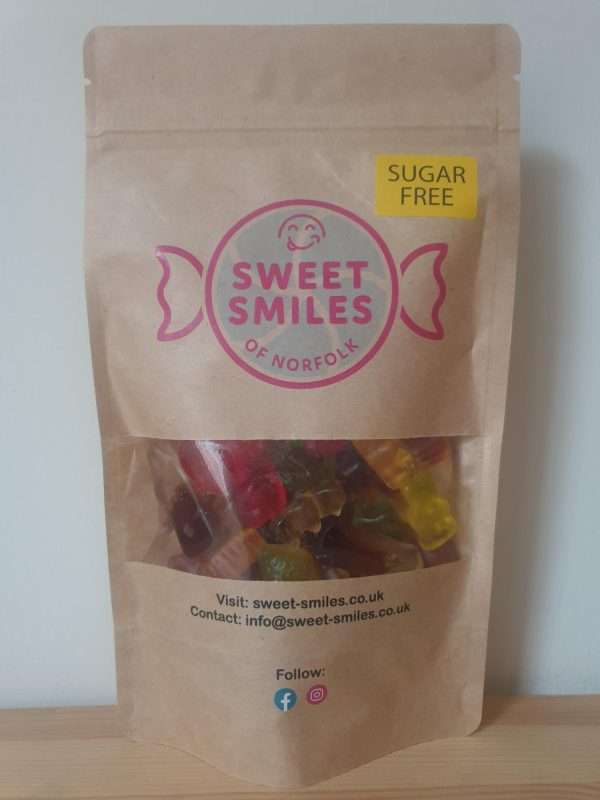 SUGAR
FREE
SWEET
SMILES
OF NORFOLK
Visit: sweet-smiles.co.uk
Contact: info@sweet-smiles.co.uk
Follow: